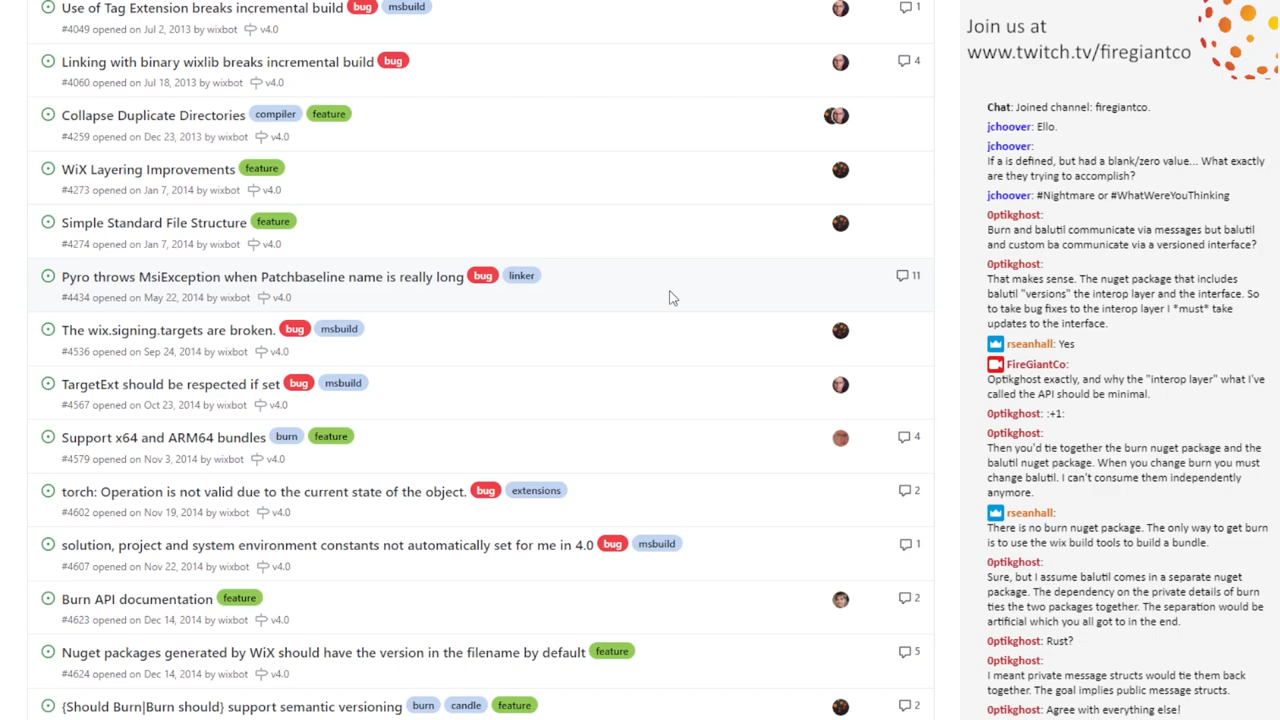 Use of Tag Extension breaks incremental build bug msbuild 1
#4049 opened on Jul 2, 2013 by wixbot v4.0
Linking with binary wixlib breaks incremental build bug 4
#4060 opened on Jul 18, 2013 by wixbot v4.0
Collapse Duplicate Directories compiler feature
#4259 opened on Dec 23, 2013 by wixbot v4.0
WiX Layering Improvements feature
#4273 opened on Jan 7, 2014 by wixbot v4.0
Simple Standard File Structure feature
#4274 opened on Jan 7, 2014 by wixbot v4.0
Pyro throws MsiException when Patchbaseline name is really long bug linker 11
#4434 opened on May 22, 2014 by wixbot v4.0
The wix.signing.targets are broken. bug msbuild
#4536 opened on Sep 24, 2014 by wixbot v4.0
TargetExt should be respected if set bug msbuild
#4567 opened on Oct 23, 2014 by wixbot v4.0
Support x64 and ARM64 bundles burn feature 4
#4579 opened on Nov 3, 2014 by wixbot v4.0
torch: Operation is not valid due to the current state of the object. bug extensions 2
#4602 opened on Nov 19, 2014 by wixbot v4.0
solution, project and system environment constants not automatically set for me in 4.0 bug msbuild 1
#4607 opened on Nov 22, 2014 by wixbot v4.0
Burn API documentation feature 2
#4623 opened on Dec 14, 2014 by wixbot v4.0
Nuget packages generated by WiX should have the version in the filename by default feature 5
#4624 opened on Dec 14, 2014 by wixbot v4.0
{Should Burn|Burn should} support semantic versioning burn candle feature 2
Join us at
www.twitch.tv/firegiantco
Chat: Joined channel: firegiantco.
jchoover: Ello.
jchoover:
If a is defined, but had a blank/zero value... What exactly
are they trying to accomplish?
jchoover: #Nightmare or #WhatWereYouThinking
0ptikghost:
Burn and balutil communicate via messages but balutil
and custom ba communicate via a versioned interface?
0ptikghost:
That makes sense. The nuget package that includes
balutil "versions" the interop layer and the interface. So
to take bug fixes to the interop layer I *must* take
updates to the interface.
rseanhall: Yes
FireGiantCo:
Optikghost exactly, and why the "interop layer" what I've
called the API should be minimal.
0ptikghost: :+1:
0ptikghost:
Then you'd tie together the burn nuget package and the
balutil nuget package. When you change burn you must
change balutil. I can't consume them independently
anymore.
rseanhall:
There is no burn nuget package. The only way to get burn
is to use the wix build tools to build a bundle.
0ptikghost:
Sure, but I assume balutil comes in a separate nuget
package. The dependency on the private details of burn
ties the two packages together. The separation would be
artificial which you all got to in the end.
0ptikghost: Rust?
0ptikghost:
I meant private message structs would tie them back
together. The goal implies public message structs.
0ptikghost: Agree with everything else!